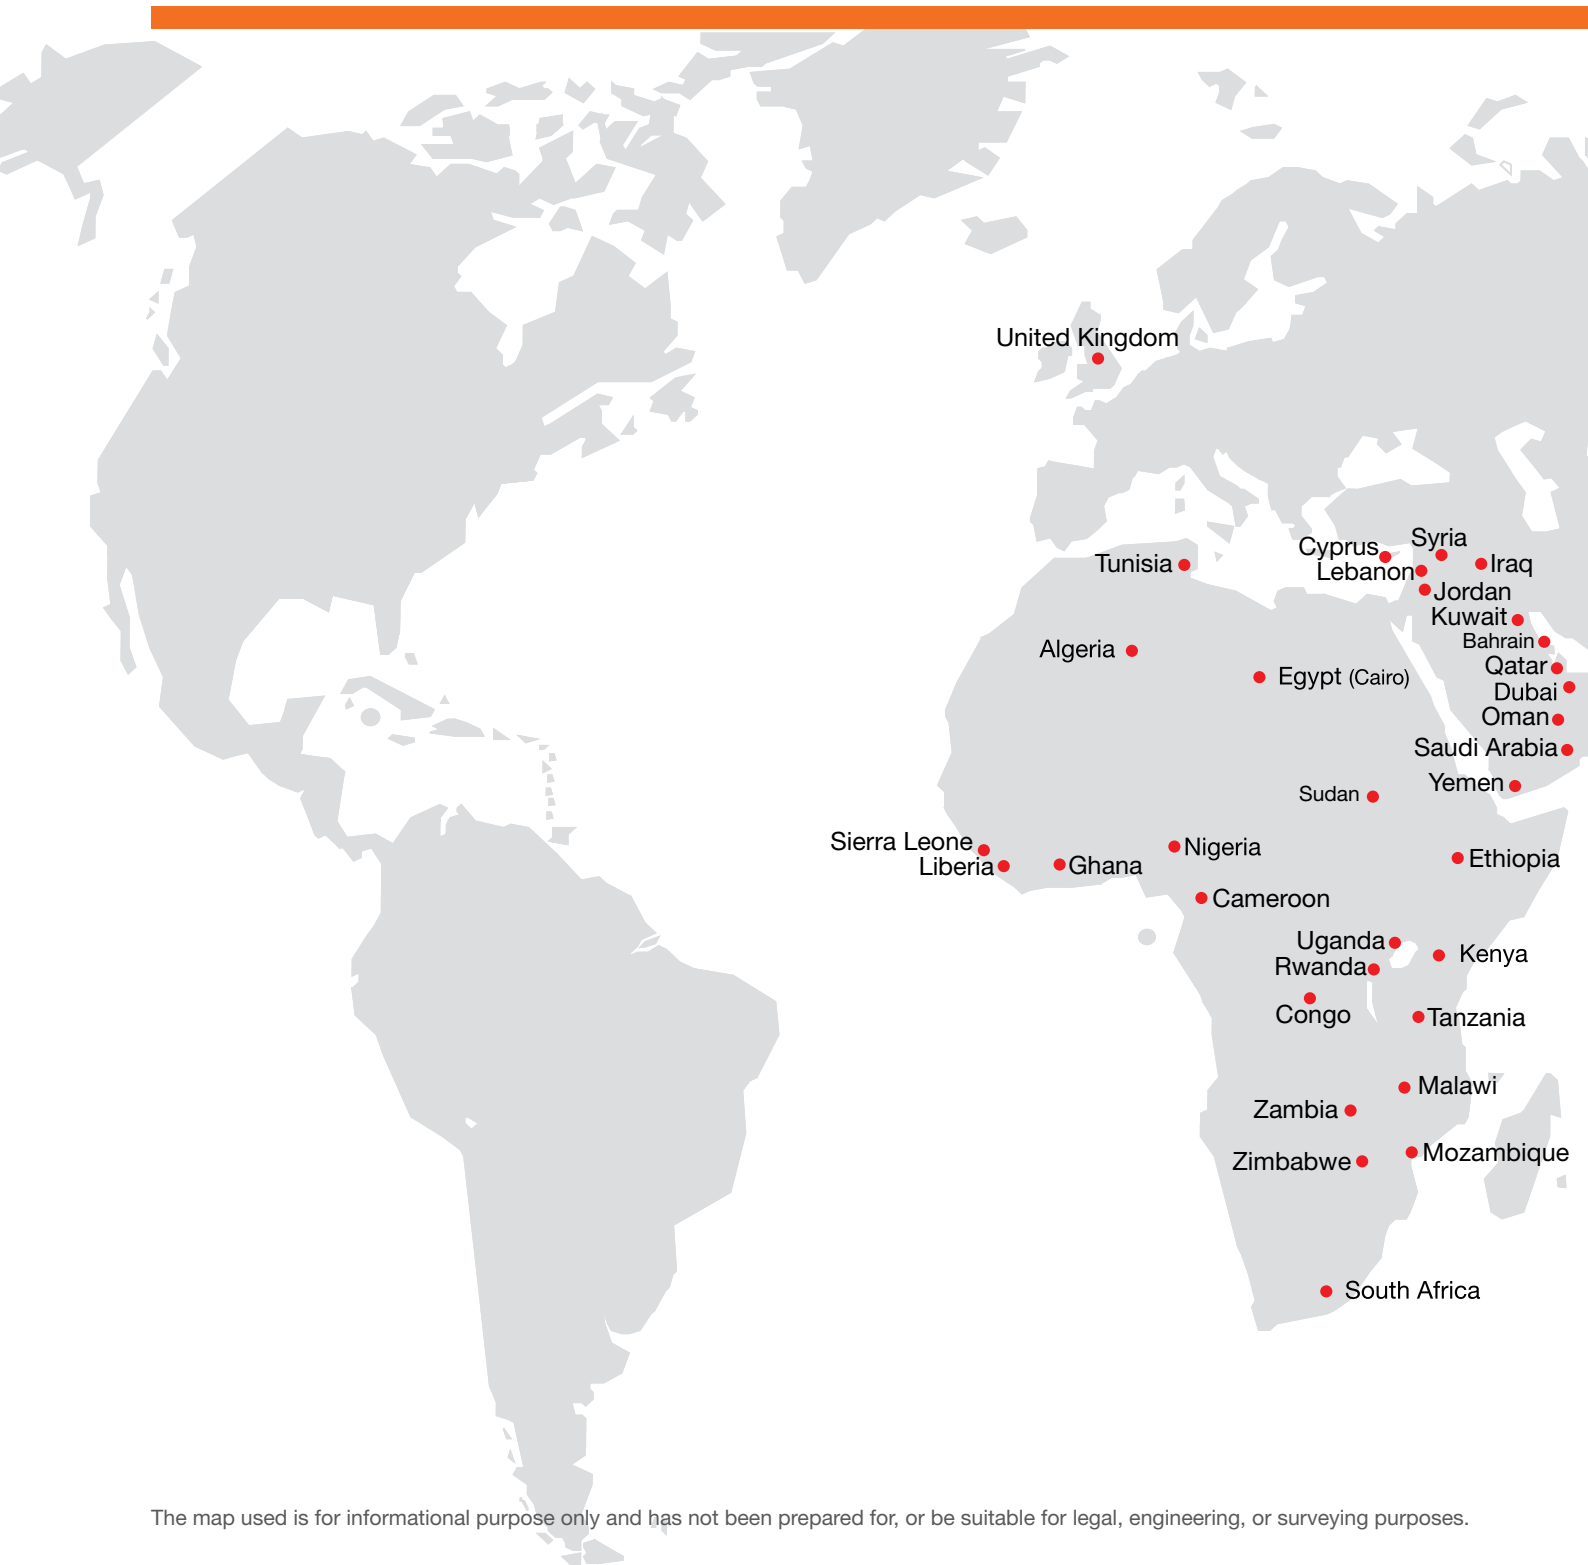 United Kingdom
Syria
Cyprus
Tunisia
Iraq
Lebanon
Jordan
Kuwait
Bahrain
Algeria
Qatar
Egypt (Cairo)
Dubai
Oman
Saudi Arabia
Yemen
Sudan
Sierra Leone
Nigeria
Ethiopia
Liberia
Ghana
Cameroon
Uganda
Kenya
Rwanda
Congo
Tanzania
Malawi
Zambia
Mozambique
Zimbabwe
South Africa
The map used is for informational purpose only and has not been prepared for, or be suitable for legal, engineering, or surveying purposes.